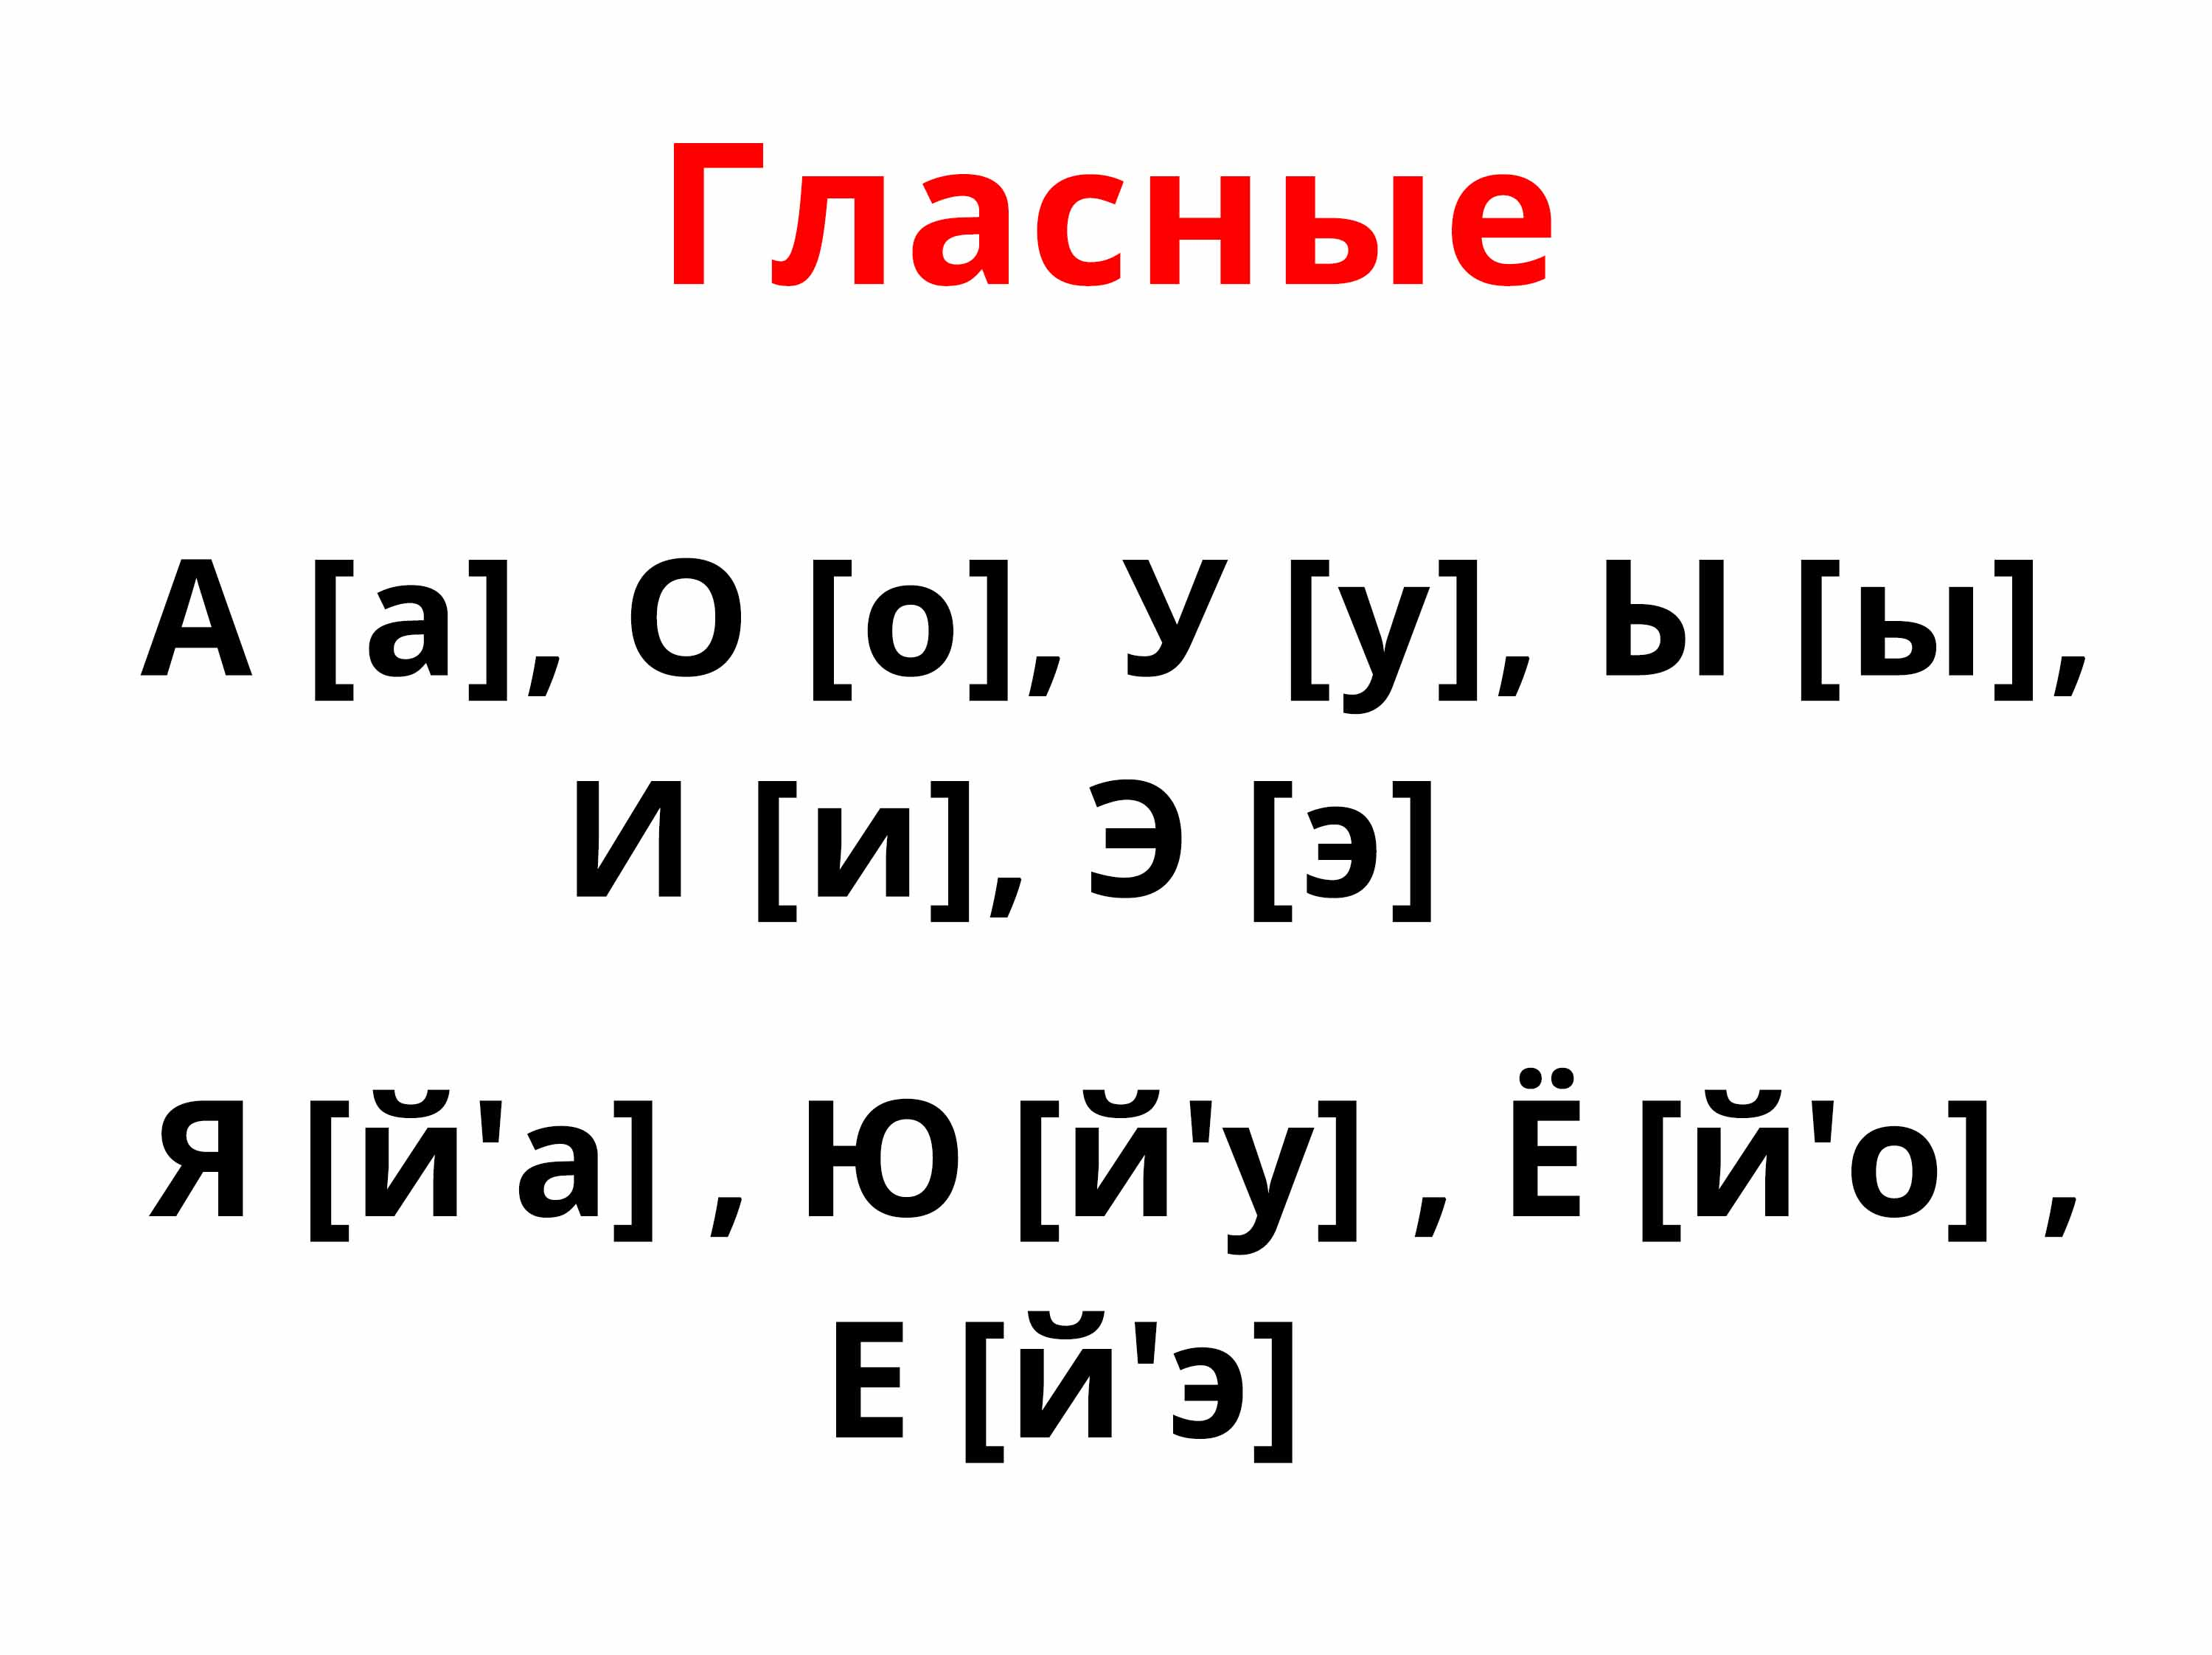 Гласные
А [а], О [о], У [у], Ы [ы],
И [и], Э [э]
Я [й'а] , Ю [й'у] , Ё [й'о] ,
Е [й'э]